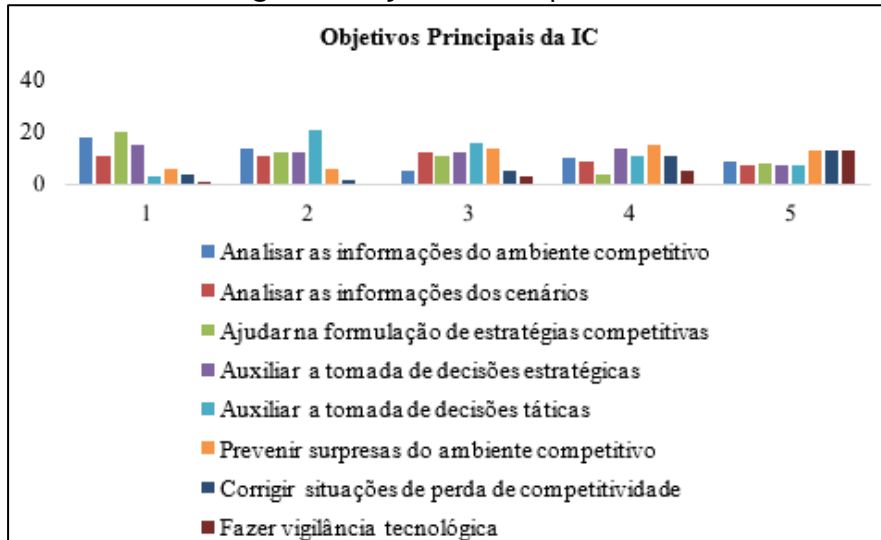 Objetivos Principais da IC
40
20
0
1 2 3 4 5
Analisar as informações do ambiente competitivo
Analisar as informações dos cenários
Ajudar na formulação de estratégias competitivas
Auxiliar a tomada de decisões estratégicas
Auxiliar a tomada de decisões táticas
Prevenir surpresas do ambiente competitivo
Corrigir situações de perda de competitividade
Fazer vigilância tecnológica